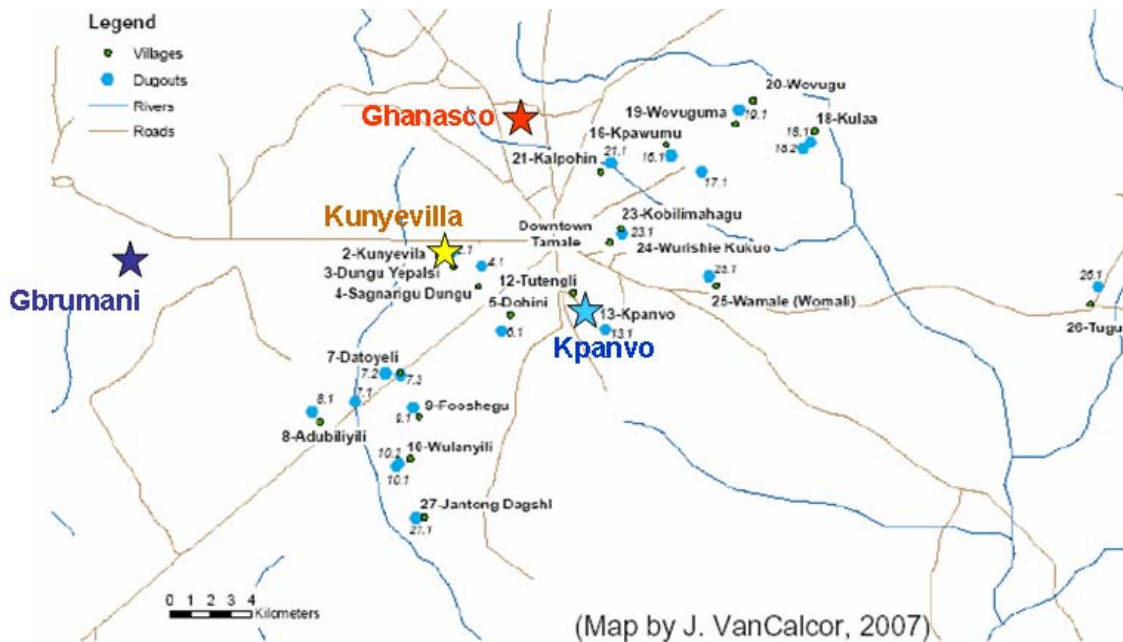 Legend
Villages
Dugouts
Rivers
Roads
Ghanasco
20-Wovugu
19-Wovuguma
19.1
18-Kulaa
18.1
18.2
16-Kpawumu
16.1
21-Kalpohin
21.1
17.1
Kunyevilla
Downtown
Tamale
23-Kobilimahagu
23.1
24-Wurishie Kukuo
2-Kunyevila
2.1
3-Dungu Yepalsi
4.1
4-Sagnarigu Dungu
Gbrumani
12-Tutengli
25.1
25-Wamale (Womali)
26.1
26-Tugu
5-Dohini
5.1
13-Kpanvo
13.1
Kpanvo
7-Datoyeli
7.2
7.3
7.1
8.1
8-Adubiliyili
9-Fooshegu
9.1
10-Wulanyili
10.2
10.1
27-Jantong Dagshl
0 1 2 3 4
Kilometers
(Map by J. VanCalcor, 2007)